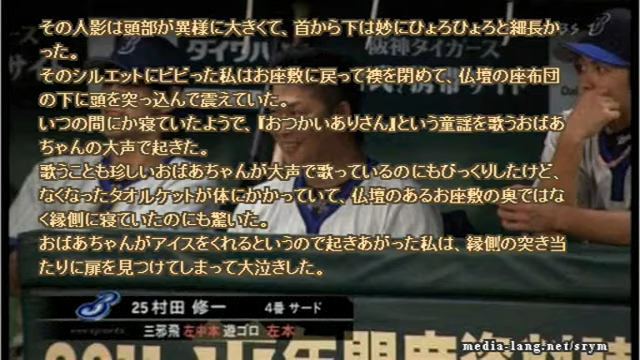 その人影は頭部が異様に大きくて、首から下は妙にひょろひょろと細長か
った。
そのシルエットにビビった私はお座敷に戻って襖を閉めて、仏壇の座布団
の下に頭を突っ込んで震えていた。
いつの間にか寝ていたようで、『おつかいありさん』という童謡を歌うおばあ
ちゃんの大声で起きた。
歌うことも珍しいおばあちゃんが大声で歌っているのにもびっくりしたけど、
なくなったタオルケットが体にかかっていて、仏壇のあるお座敷の奥ではな
く縁側に寝ていたのにも驚いた。
おばあちゃんがアイスをくれるというので起きあがった私は、縁側の突き当
たりに扉を見つけてしまって大泣きした。
阪神タイガース
25 村田 修一 4番 サード
三邪飛 左中本 遊ゴロ 左本
media-lang.net/srym